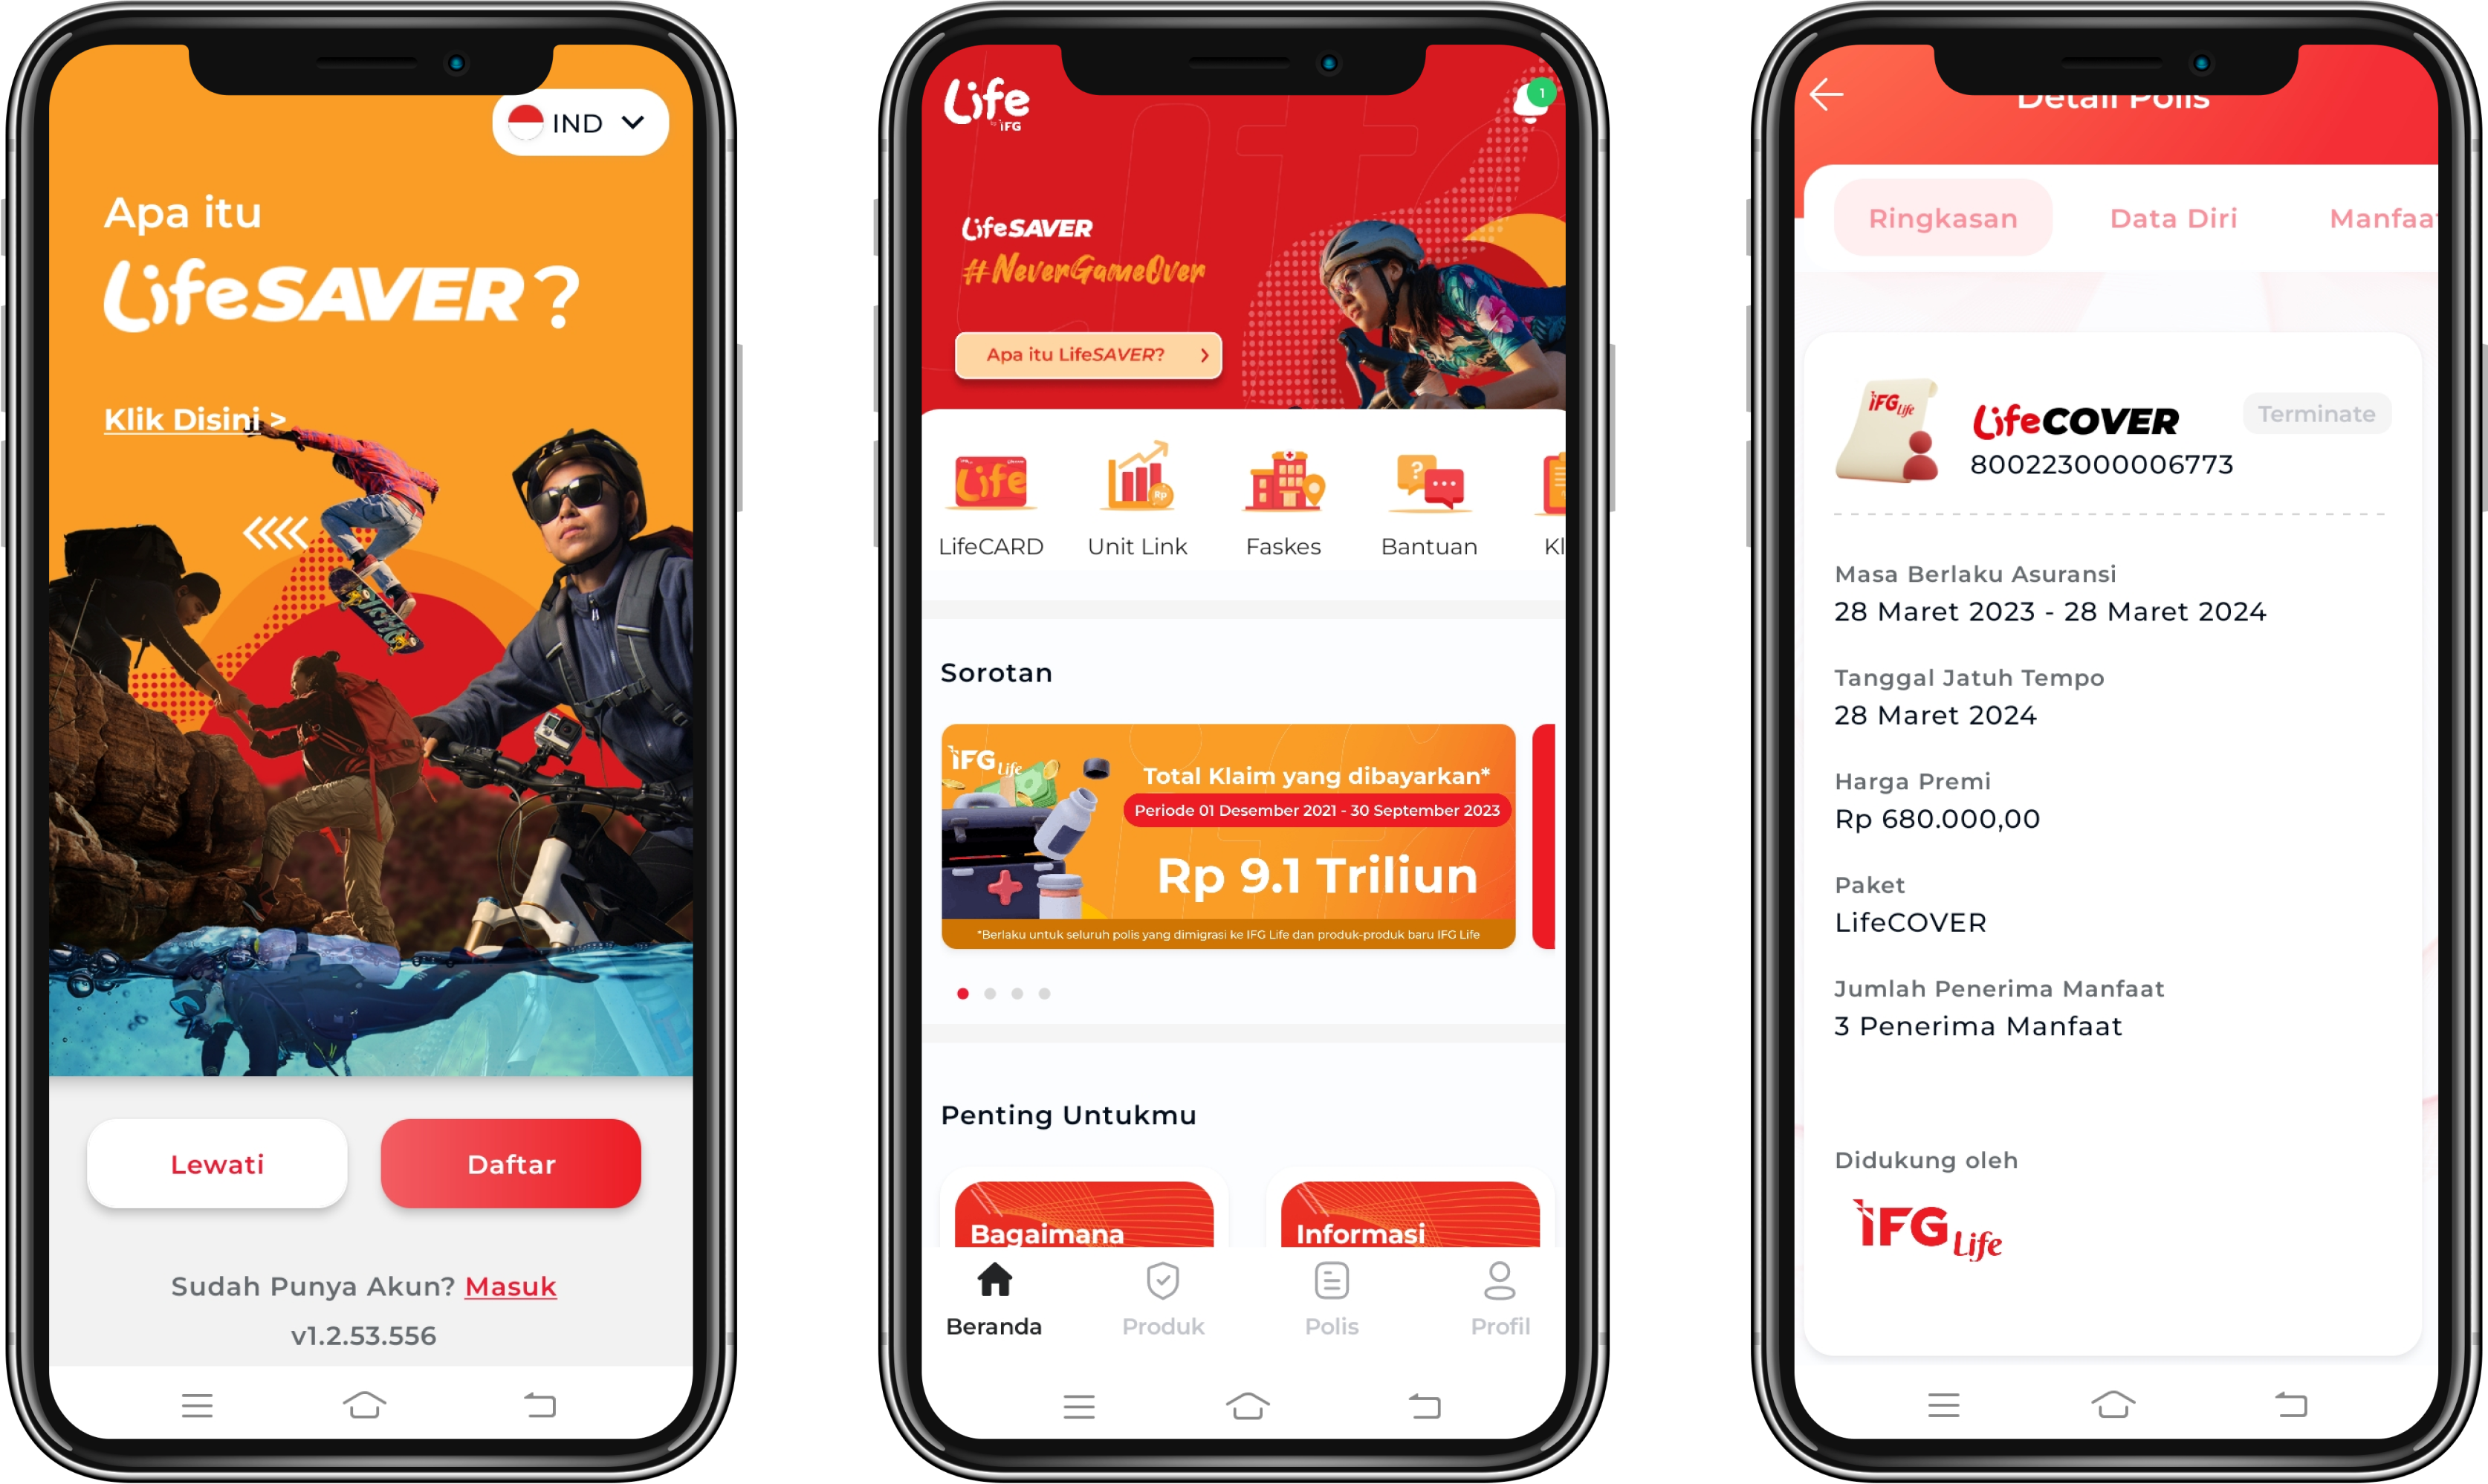 IND
Apa itu
LifeSAVER?
Klik Disini >
Lewati
Daftar
Sudah Punya Akun? Masuk
v1.2.53.556
Life
by IFG
1
LifeSAVER
#NeverGameOver
Apa itu LifeSAVER? >
Life
Rp
?
LifeCARD
Unit Link
Faskes
Bantuan
Kl
Sorotan
IFG Life
Total Klaim yang dibayarkan*
Periode 01 Desember 2021 - 30 September 2023
Rp 9.1 Triliun
*Berlaku untuk seluruh polis yang dimigrasi ke IFG Life dan produk-produk baru IFG Life
Penting Untukmu
Bagaimana
Informasi
Beranda
Produk
Polis
Profil
Detail Polis
Ringkasan
Data Diri
Manfaat
IFG Life
LifeCOVER
Terminate
800223000006773
Masa Berlaku Asuransi
28 Maret 2023 - 28 Maret 2024
Tanggal Jatuh Tempo
28 Maret 2024
Harga Premi
Rp 680.000,00
Paket
LifeCOVER
Jumlah Penerima Manfaat
3 Penerima Manfaat
Didukung oleh
IFG Life